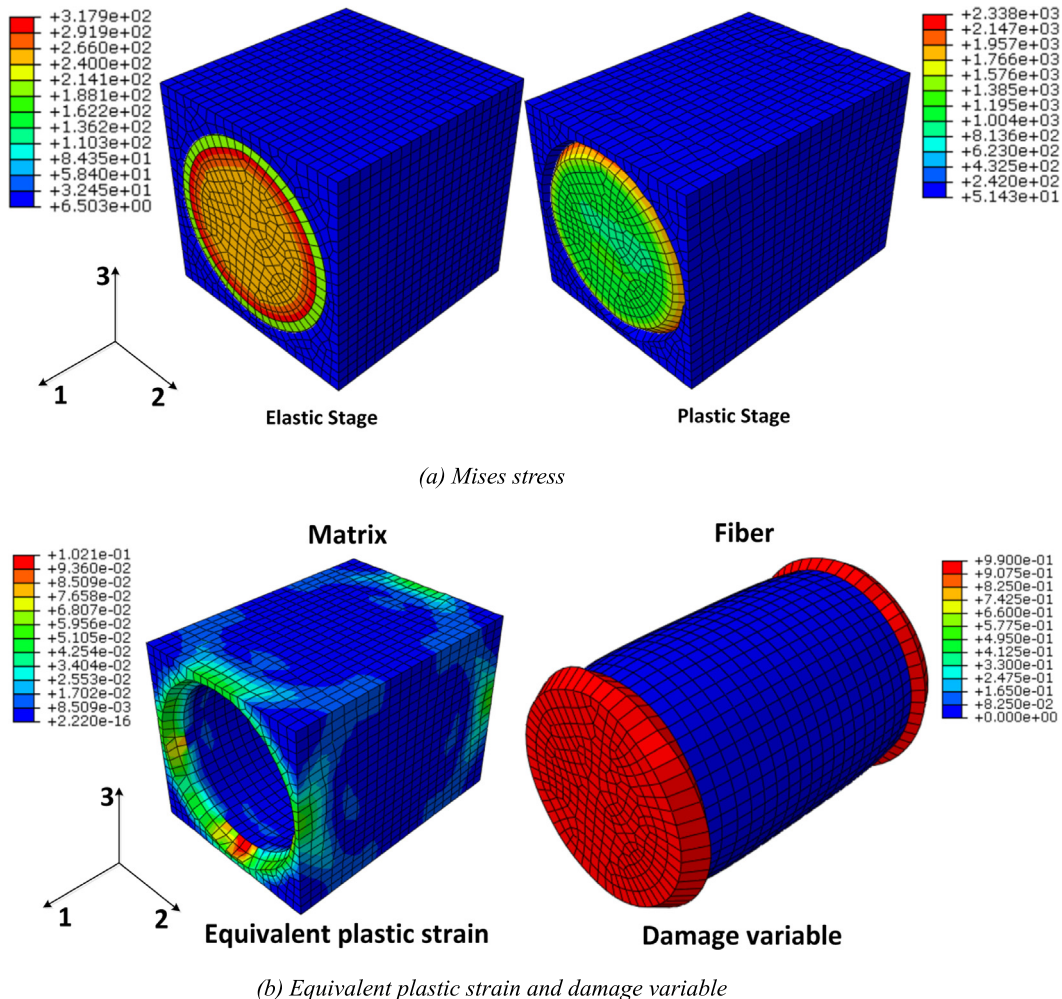 +3.179e+02
+2.919e+02
+2.660e+02
+2.400e+02
+2.141e+02
+1.881e+02
+1.622e+02
+1.362e+02
+1.103e+02
+8.435e+01
+5.840e+01
+3.245e+01
+6.503e+00
+2.338e+03
+2.147e+03
+1.957e+03
+1.766e+03
+1.576e+03
+1.385e+03
+1.195e+03
+1.004e+03
+8.136e+02
+6.230e+02
+4.325e+02
+2.420e+02
+5.143e+01
3
1
2
Elastic Stage
Plastic Stage
(a) Mises stress
Matrix
Fiber
+1.021e-01
+9.360e-02
+8.509e-02
+7.658e-02
+6.807e-02
+5.956e-02
+5.105e-02
+4.254e-02
+3.404e-02
+2.553e-02
+1.702e-02
+8.509e-03
+2.220e-16
+9.900e-01
+9.075e-01
+8.250e-01
+7.425e-01
+6.600e-01
+5.775e-01
+4.950e-01
+4.125e-01
+3.300e-01
+2.475e-01
+1.650e-01
+8.250e-02
+0.000e+00
3
1
2
Equivalent plastic strain
Damage variable
(b) Equivalent plastic strain and damage variable